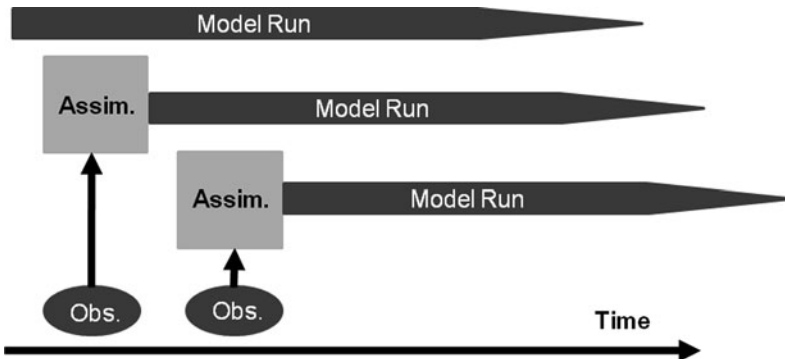 Model Run
Assim.
Model Run
Assim.
Model Run
Obs.
Obs.
Time